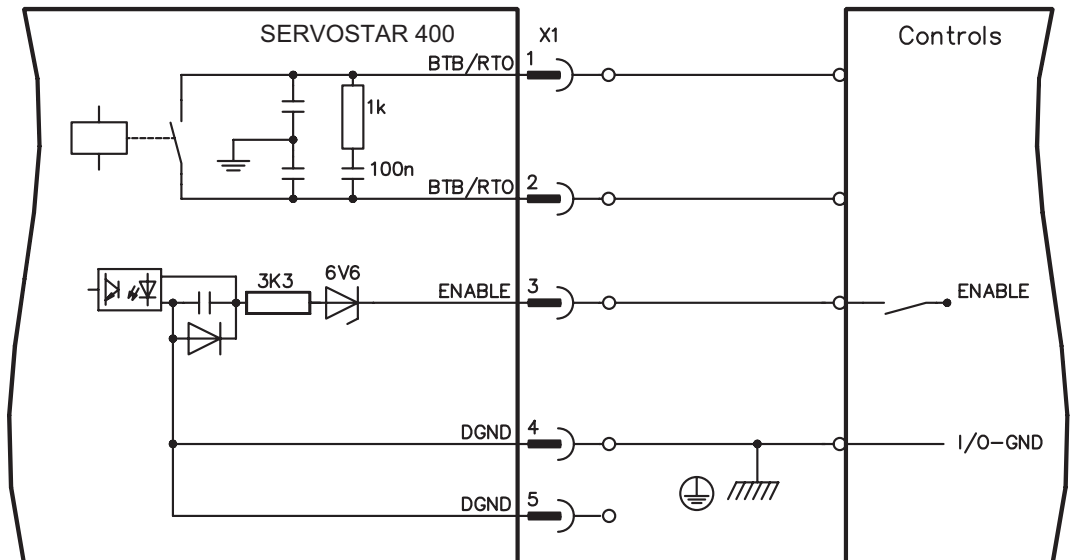 SERVOSTAR 400
X1
Controls
BTB/RTO
1
1k
100n
BTB/RTO
2
3K3
6V6
ENABLE
3
ENABLE
DGND
4
I/O-GND
DGND
5